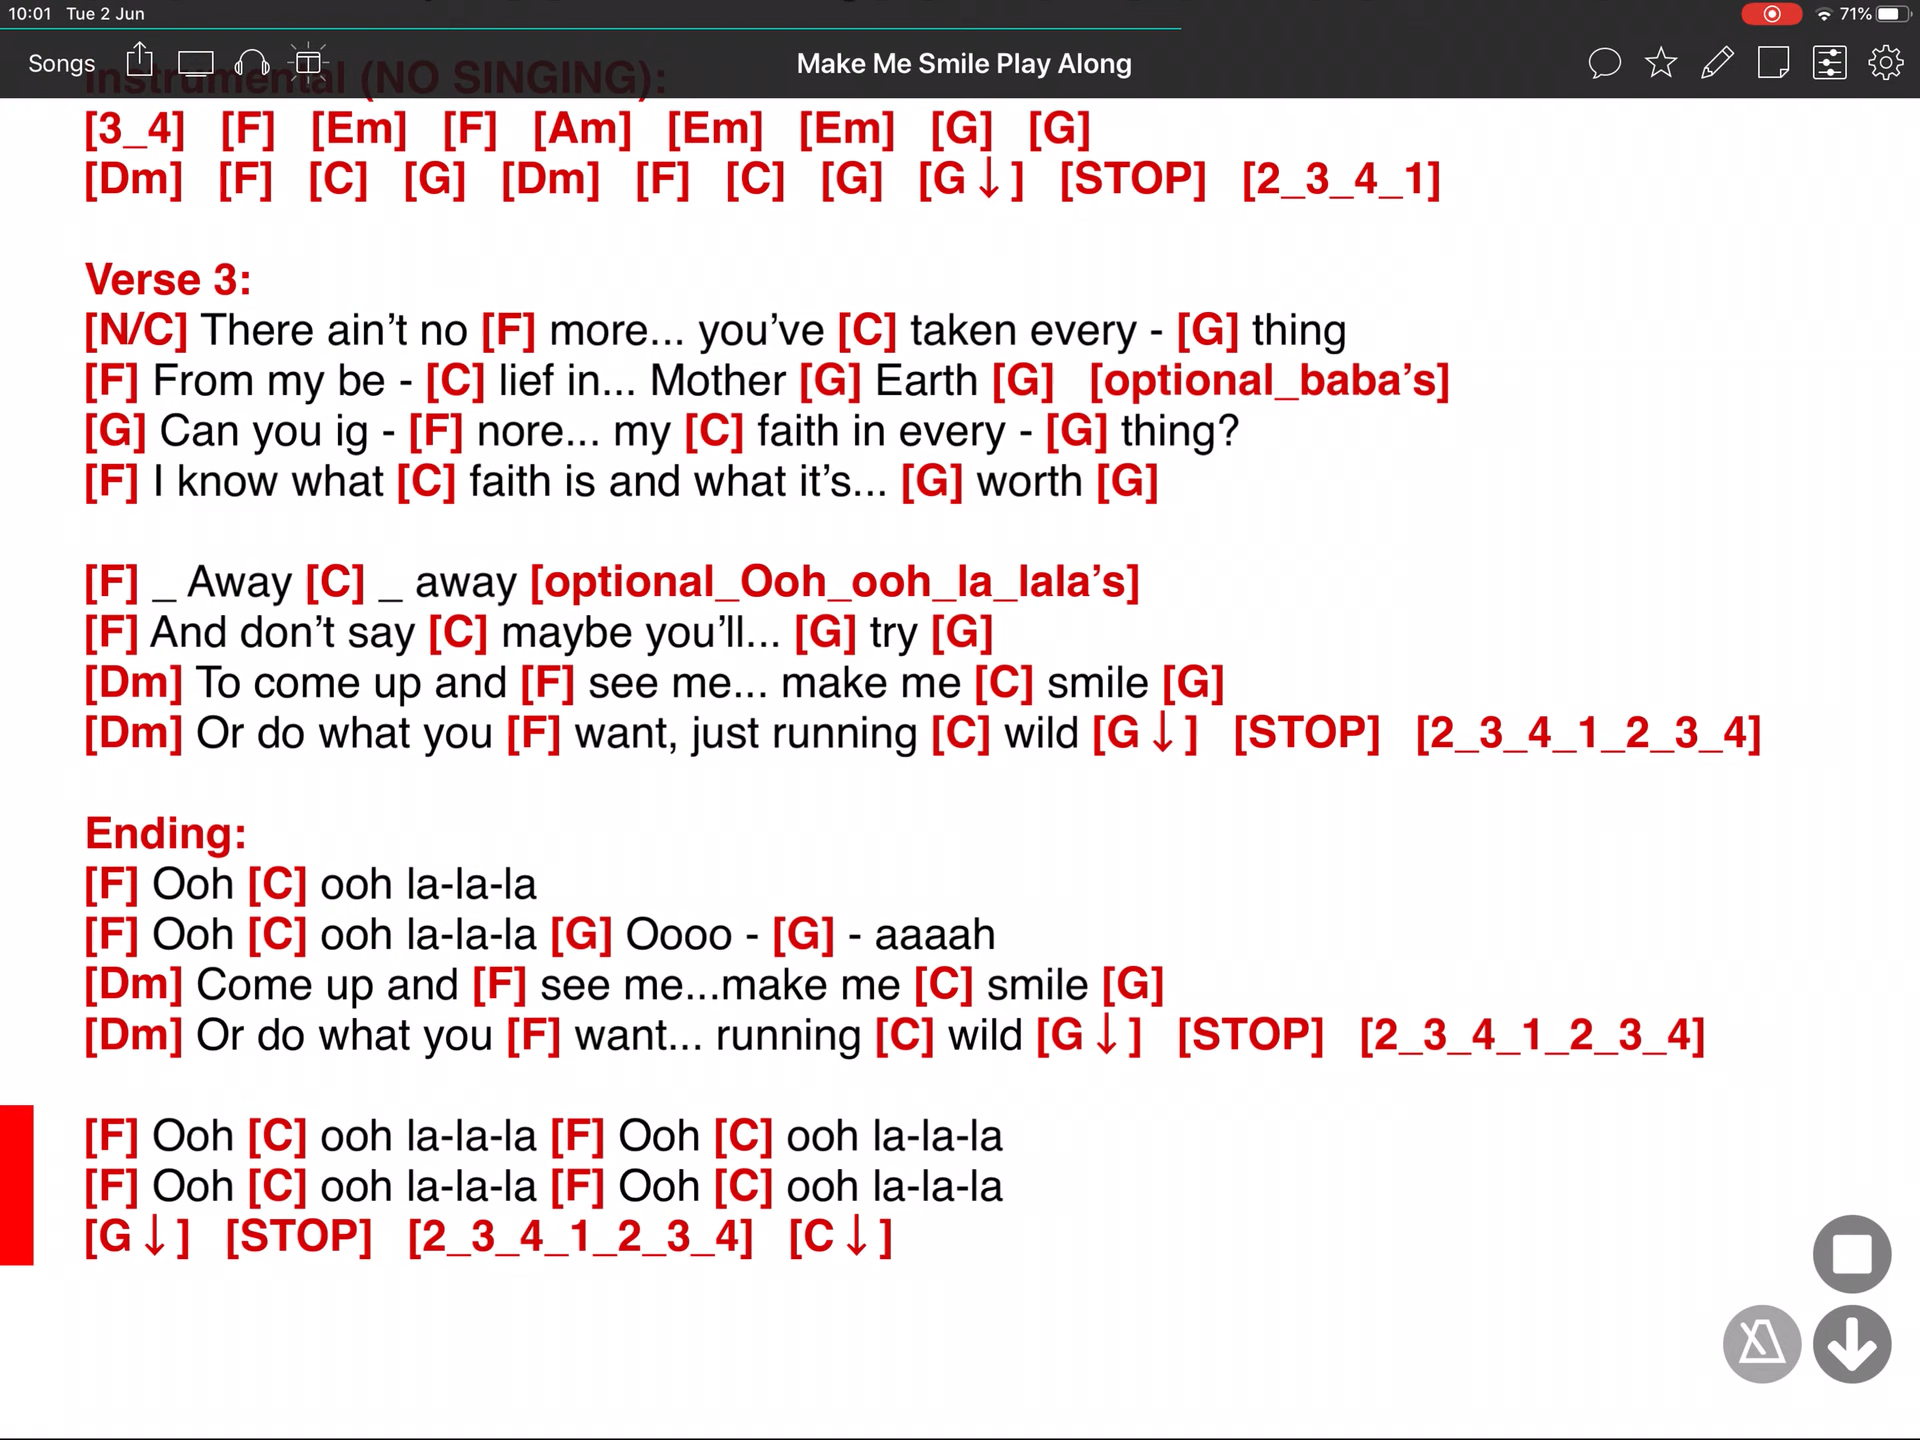 10:01 Tue 2 Jun 71%
Songs Make Me Smile Play Along
Instrumental (NO SINGING):
[3_4] [F] [Em] [F] [Am] [Em] [Em] [G] [G]
[Dm] [F] [C] [G] [Dm] [F] [C] [G] [G↓] [STOP] [2_3_4_1]
Verse 3:
[N/C] There ain’t no [F] more... you’ve [C] taken every - [G] thing
[F] From my be - [C] lief in... Mother [G] Earth [G] [optional_baba’s]
[G] Can you ig - [F] nore... my [C] faith in every - [G] thing?
[F] I know what [C] faith is and what it’s... [G] worth [G]
[F] _ Away [C] _ away [optional_Ooh_ooh_la_lala’s]
[F] And don’t say [C] maybe you’ll... [G] try [G]
[Dm] To come up and [F] see me... make me [C] smile [G]
[Dm] Or do what you [F] want, just running [C] wild [G↓] [STOP] [2_3_4_1_2_3_4]
Ending:
[F] Ooh [C] ooh la-la-la
[F] Ooh [C] ooh la-la-la [G] Oooo - [G] - aaaah
[Dm] Come up and [F] see me...make me [C] smile [G]
[Dm] Or do what you [F] want... running [C] wild [G↓] [STOP] [2_3_4_1_2_3_4]
[F] Ooh [C] ooh la-la-la [F] Ooh [C] ooh la-la-la
[F] Ooh [C] ooh la-la-la [F] Ooh [C] ooh la-la-la
[G↓] [STOP] [2_3_4_1_2_3_4] [C↓]